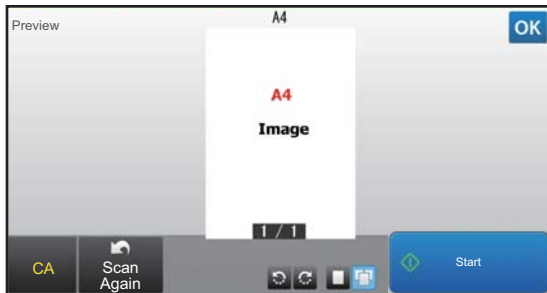 A4
Preview
OK
A4
Image
1 / 1
CA
Scan
Again
Start